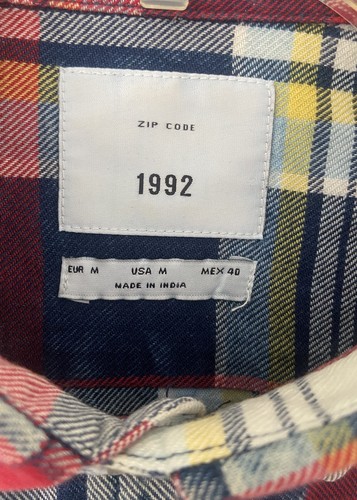 ZIP CODE
1992
EUR M USA M MEX 40
MADE IN INDIA